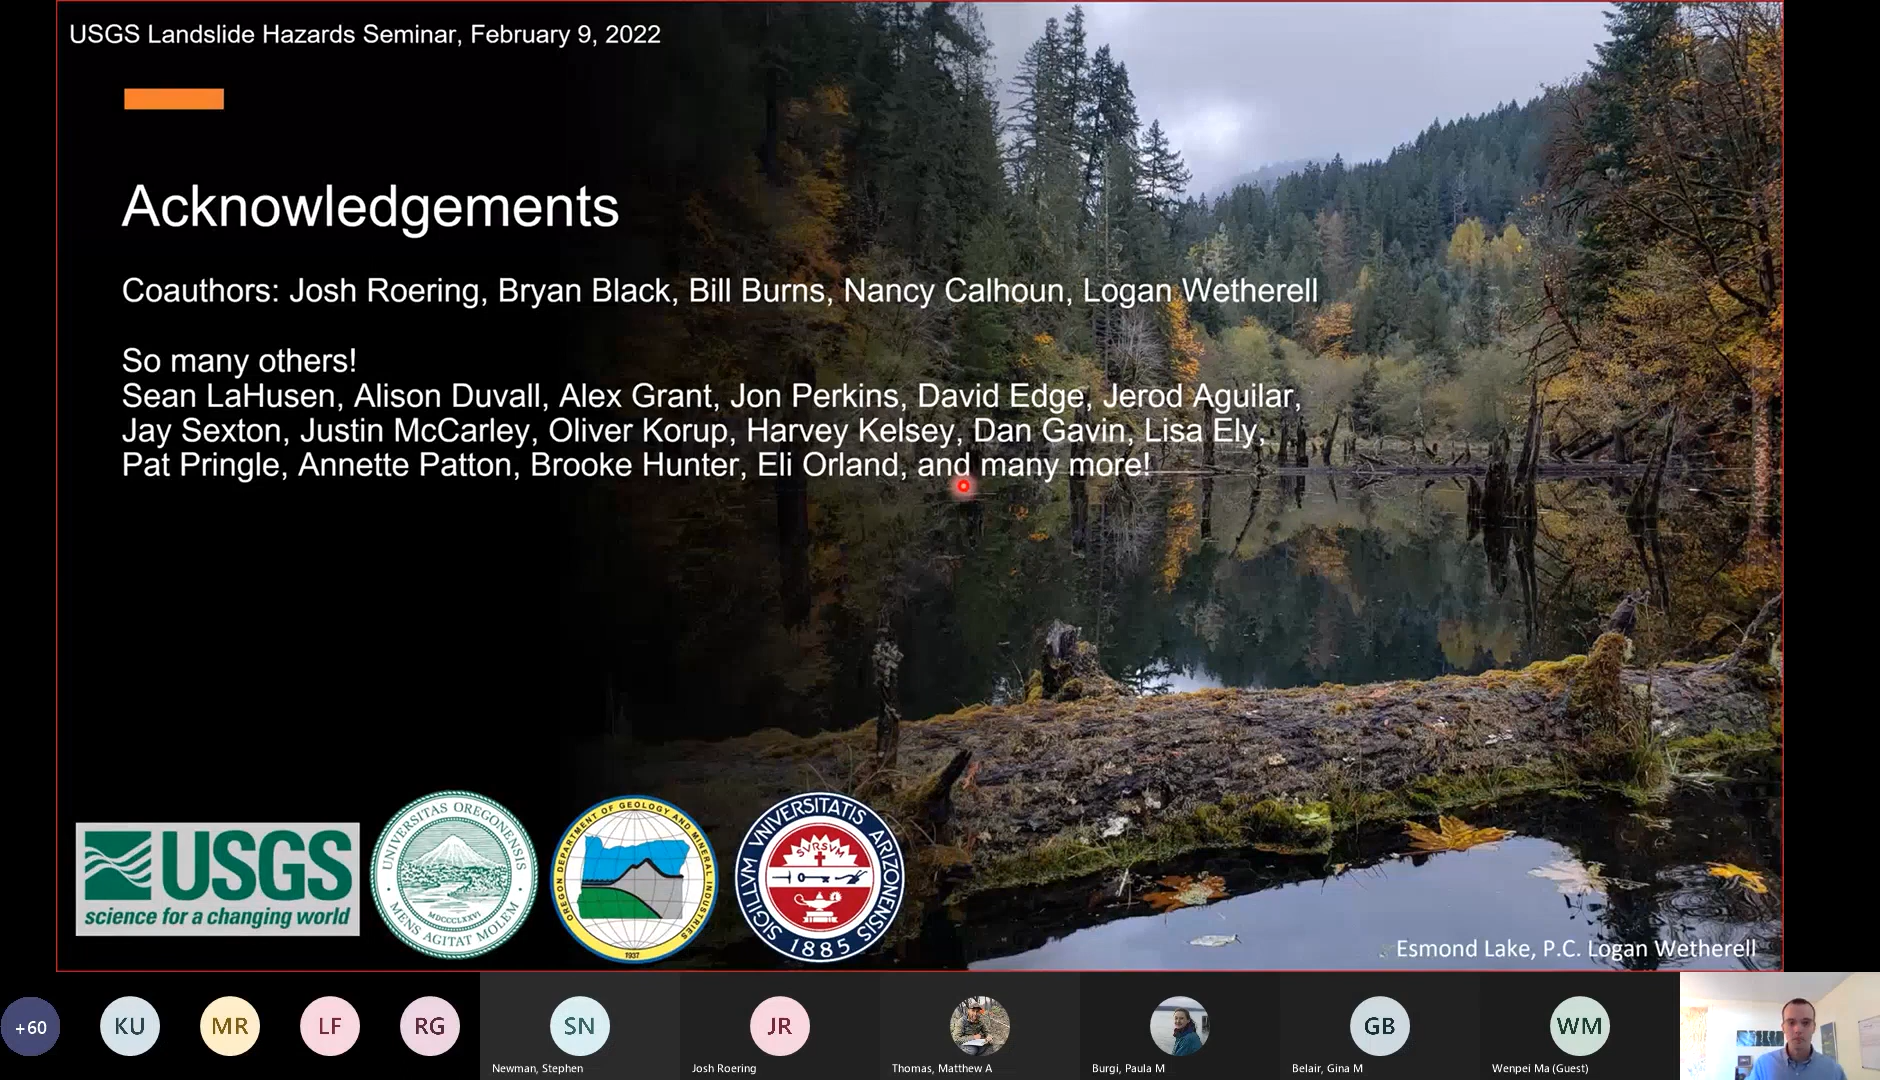 USGS Landslide Hazards Seminar, February 9, 2022
Acknowledgements
Coauthors: Josh Roering, Bryan Black, Bill Burns, Nancy Calhoun, Logan Wetherell
So many others!
Sean LaHusen, Alison Duvall, Alex Grant, Jon Perkins, David Edge, Jerod Aguilar,
Jay Sexton, Justin McCarley, Oliver Korup, Harvey Kelsey, Dan Gavin, Lisa Ely,
Pat Pringle, Annette Patton, Brooke Hunter, Eli Orland, and many more!
USGS
science for a changing world
UNIVERSITAS OREGONENSIS
MDCCCLXXVI
MENS AGITAT MOLEM
OREGON DEPARTMENT OF GEOLOGY AND MINERAL INDUSTRIES
1937
SIGILLVM VNIVERSITATIS ARIZONENSIS
SVRSVM
1885
Esmond Lake, P.C. Logan Wetherell
+60
KU
MR
LF
RG
SN
Newman, Stephen
JR
Josh Roering
Thomas, Matthew A
Burgi, Paula M
GB
Belair, Gina M
WM
Wenpei Ma (Guest)